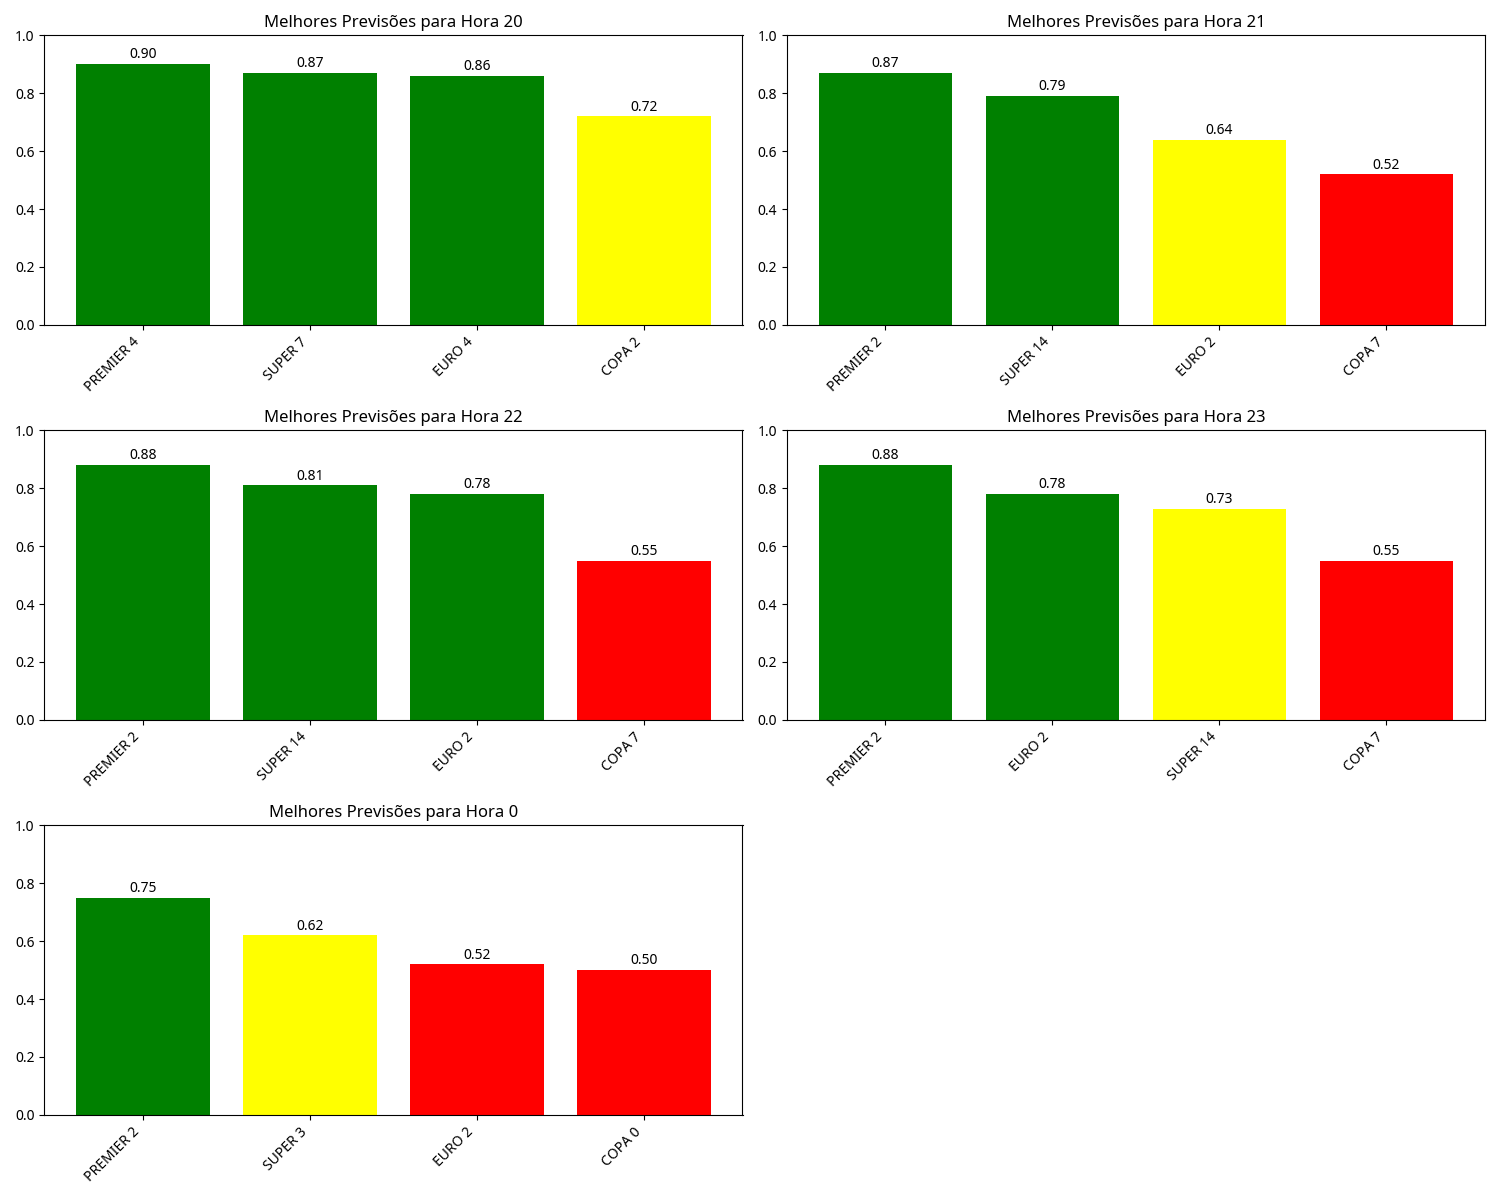 Melhores Previsões para Hora 20
1.0
0.8
0.6
0.4
0.2
0.0
0.90
0.87
0.86
0.72
PREMIER 4
SUPER 7
EURO 4
COPA 2
Melhores Previsões para Hora 21
1.0
0.8
0.6
0.4
0.2
0.0
0.87
0.79
0.64
0.52
PREMIER 2
SUPER 14
EURO 2
COPA 7
Melhores Previsões para Hora 22
1.0
0.8
0.6
0.4
0.2
0.0
0.88
0.81
0.78
0.55
PREMIER 2
SUPER 14
EURO 2
COPA 7
Melhores Previsões para Hora 23
1.0
0.8
0.6
0.4
0.2
0.0
0.88
0.78
0.73
0.55
PREMIER 2
EURO 2
SUPER 14
COPA 7
Melhores Previsões para Hora 0
1.0
0.8
0.6
0.4
0.2
0.0
0.75
0.62
0.52
0.50
PREMIER 2
SUPER 3
EURO 2
COPA 0